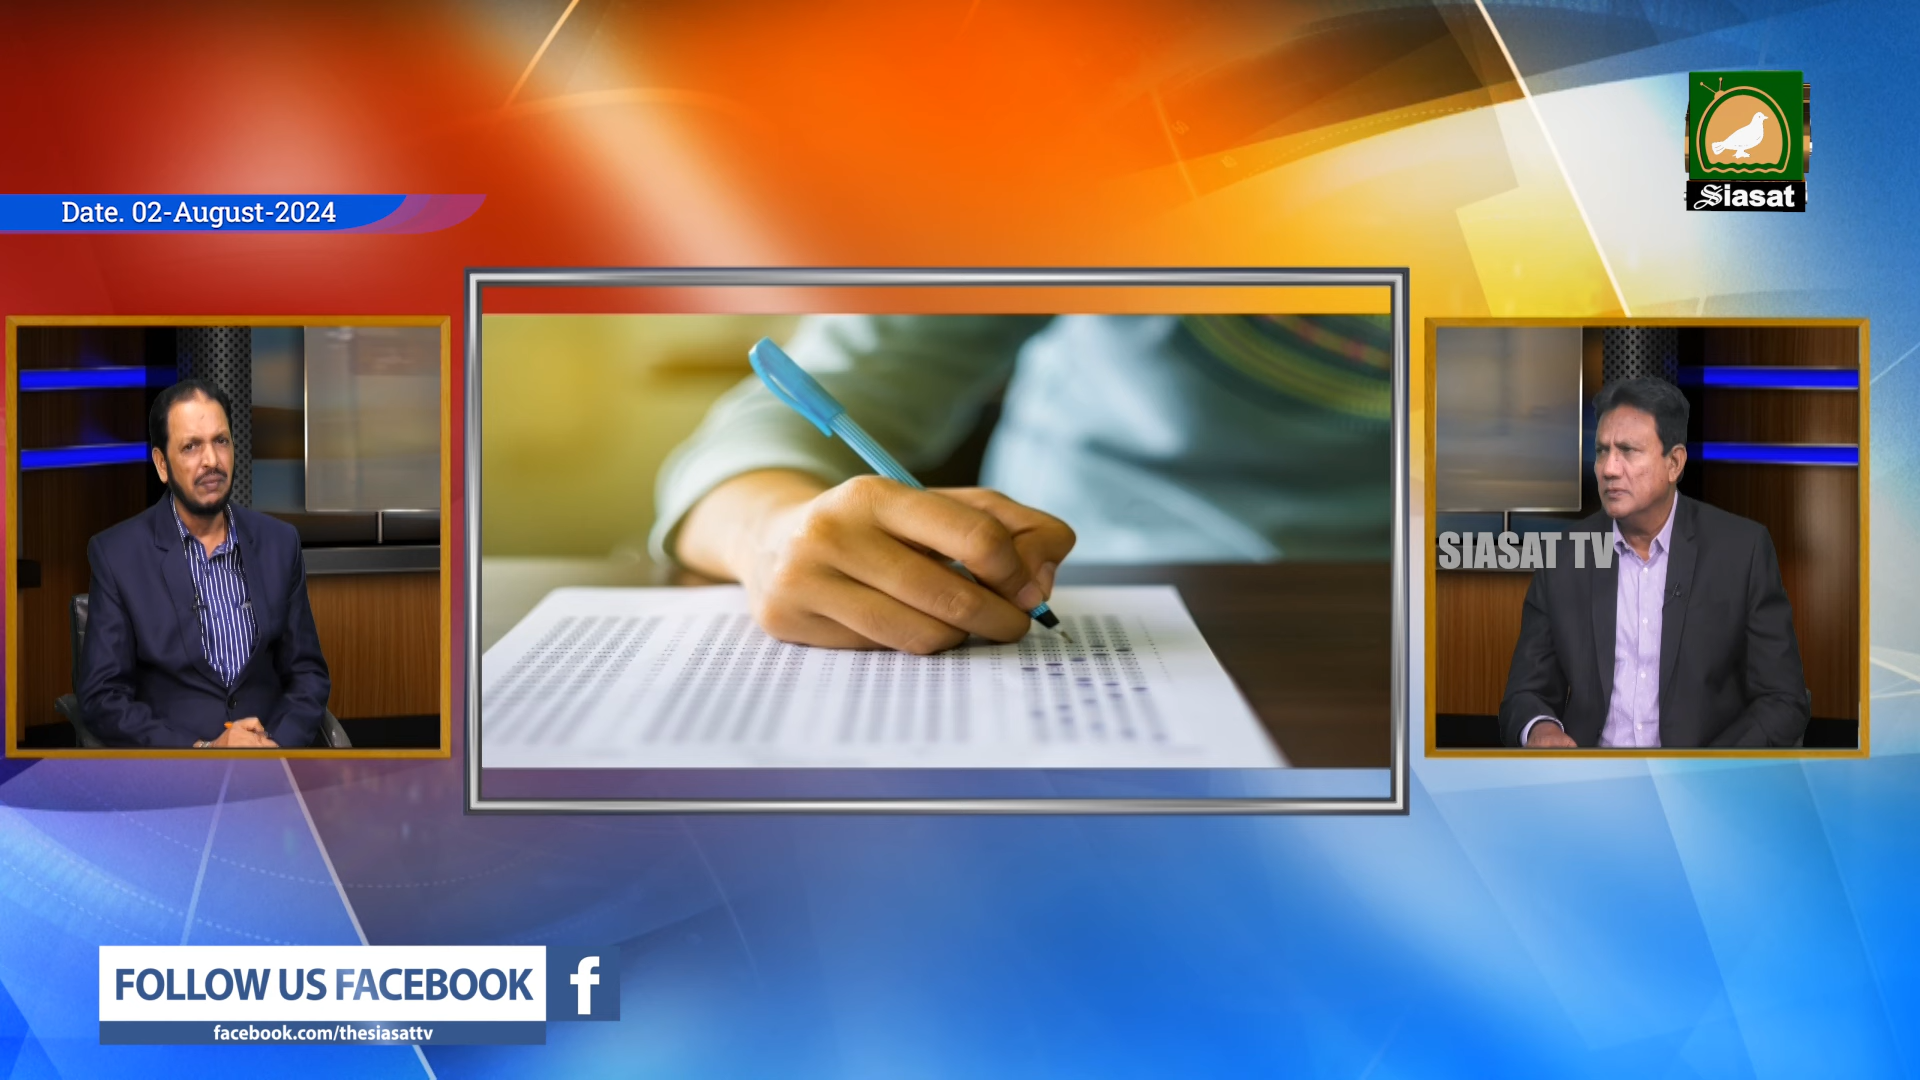 Siasat
Date. 02-August-2024
SIASAT TV
FOLLOW US FACEBOOK
f
facebook.com/thesiasattv